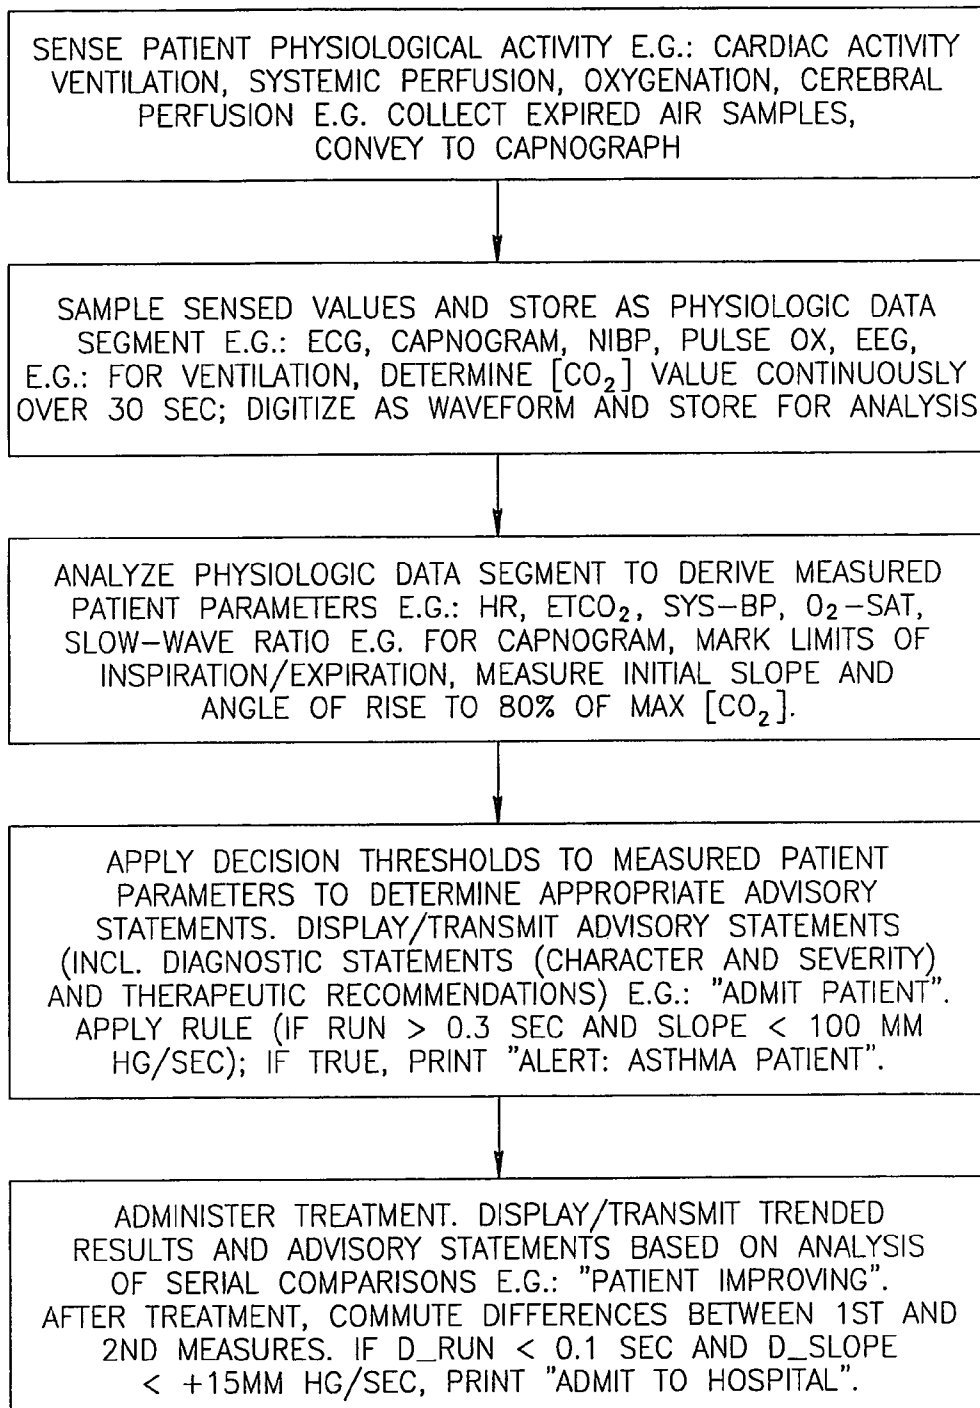 SENSE PATIENT PHYSIOLOGICAL ACTIVITY E.G.: CARDIAC ACTIVITY
VENTILATION, SYSTEMIC PERFUSION, OXYGENATION, CEREBRAL
PERFUSION E.G. COLLECT EXPIRED AIR SAMPLES,
CONVEY TO CAPNOGRAPH
SAMPLE SENSED VALUES AND STORE AS PHYSIOLOGIC DATA
SEGMENT E.G.: ECG, CAPNOGRAM, NIBP, PULSE OX, EEG,
E.G.: FOR VENTILATION, DETERMINE [CO₂] VALUE CONTINUOUSLY
OVER 30 SEC; DIGITIZE AS WAVEFORM AND STORE FOR ANALYSIS
ANALYZE PHYSIOLOGIC DATA SEGMENT TO DERIVE MEASURED
PATIENT PARAMETERS E.G.: HR, ETCO₂, SYS-BP, O₂-SAT,
SLOW-WAVE RATIO E.G. FOR CAPNOGRAM, MARK LIMITS OF
INSPIRATION/EXPIRATION, MEASURE INITIAL SLOPE AND
ANGLE OF RISE TO 80% OF MAX [CO₂].
APPLY DECISION THRESHOLDS TO MEASURED PATIENT
PARAMETERS TO DETERMINE APPROPRIATE ADVISORY
STATEMENTS. DISPLAY/TRANSMIT ADVISORY STATEMENTS
(INCL. DIAGNOSTIC STATEMENTS (CHARACTER AND SEVERITY)
AND THERAPEUTIC RECOMMENDATIONS) E.G.: "ADMIT PATIENT".
APPLY RULE (IF RUN > 0.3 SEC AND SLOPE < 100 MM
HG/SEC); IF TRUE, PRINT "ALERT: ASTHMA PATIENT".
ADMINISTER TREATMENT. DISPLAY/TRANSMIT TRENDED
RESULTS AND ADVISORY STATEMENTS BASED ON ANALYSIS
OF SERIAL COMPARISONS E.G.: "PATIENT IMPROVING".
AFTER TREATMENT, COMMUTE DIFFERENCES BETWEEN 1ST AND
2ND MEASURES. IF D_RUN < 0.1 SEC AND D_SLOPE
< +15MM HG/SEC, PRINT "ADMIT TO HOSPITAL".